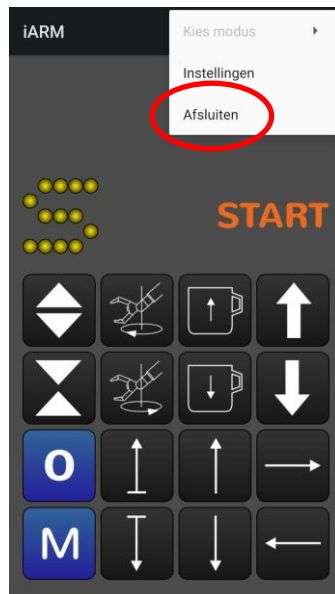 iARM
Kies modus
Instellingen
Afsluiten
S
START
O
M